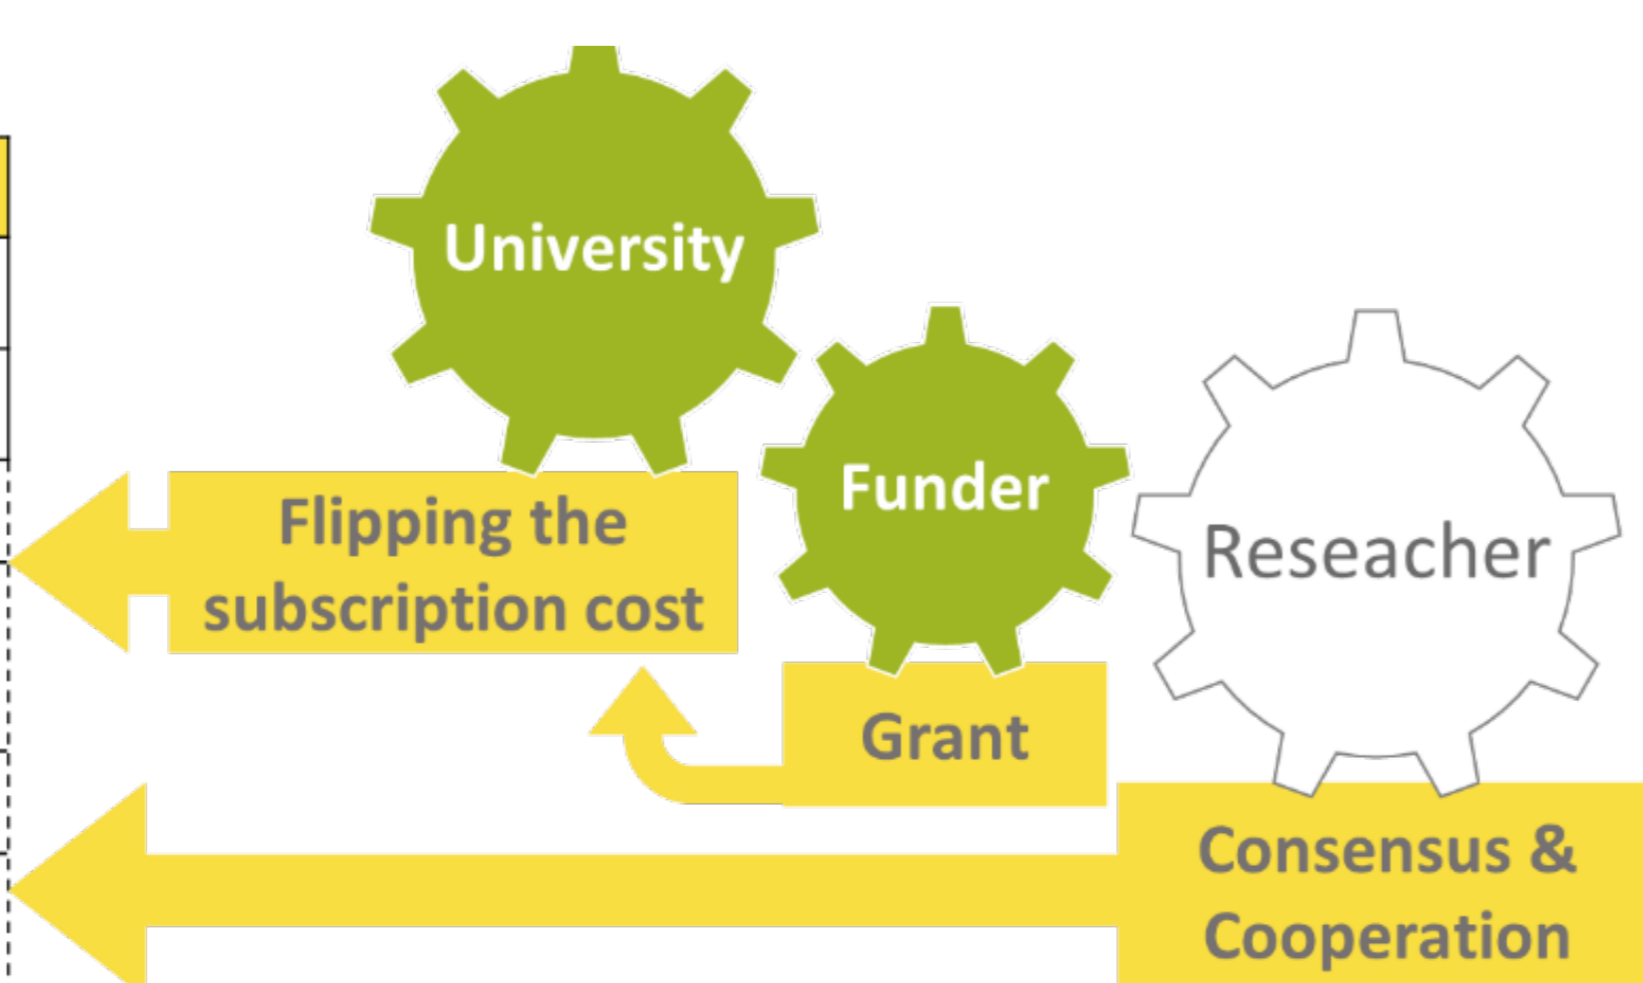 University
Funder
Reseacher
Flipping the
subscription cost
Grant
Consensus &
Cooperation